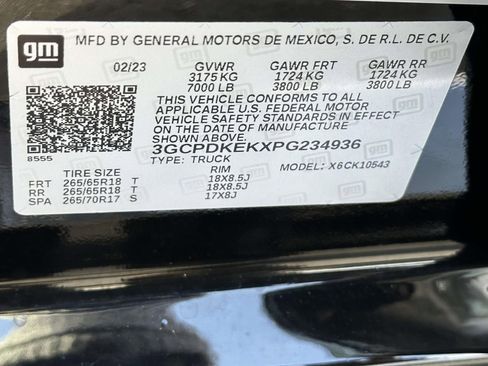 gm MFD BY GENERAL MOTORS DE MEXICO, S. DE R.L. DE C.V.
02/23 GVWR GAWR FRT GAWR RR
3175 KG 1724 KG 1724 KG
7000 LB 3800 LB 3800 LB
THIS VEHICLE CONFORMS TO ALL
APPLICABLE U.S. FEDERAL MOTOR
VEHICLE SAFETY STANDARDS IN EFFECT
ON THE DATE OF MANUFACTURE
SHOWN ABOVE.
8555 3GCPDKEKXPG234936
TYPE: TRUCK MODEL: X6CK10543
TIRE SIZE RIM
FRT 265/65R18 T 18X8.5J
RR 265/65R18 T 18X8.5J
SPA 265/70R17 S 17X8J